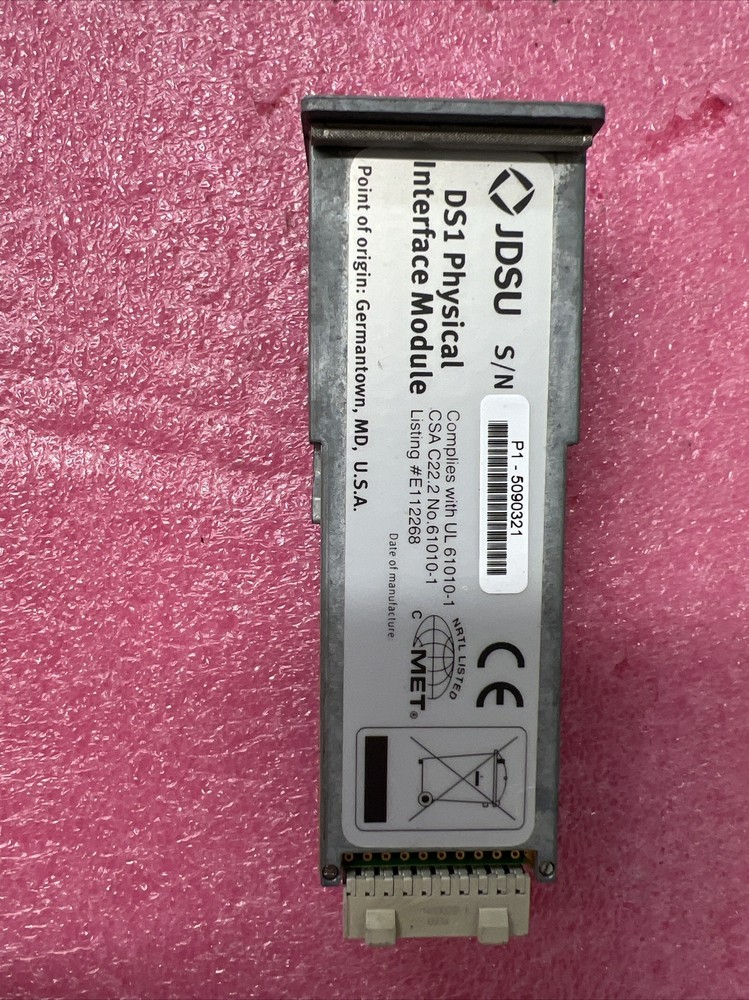 JDSU S/N
P1 - 5090321
DS1 Physical
Interface Module
Point of origin: Germantown, MD, U.S.A.
Complies with UL 61010-1
CSA C22.2 No.61010-1
Listing #E112268
Date of manufacture:
NRTL LISTED
C MET®
CE